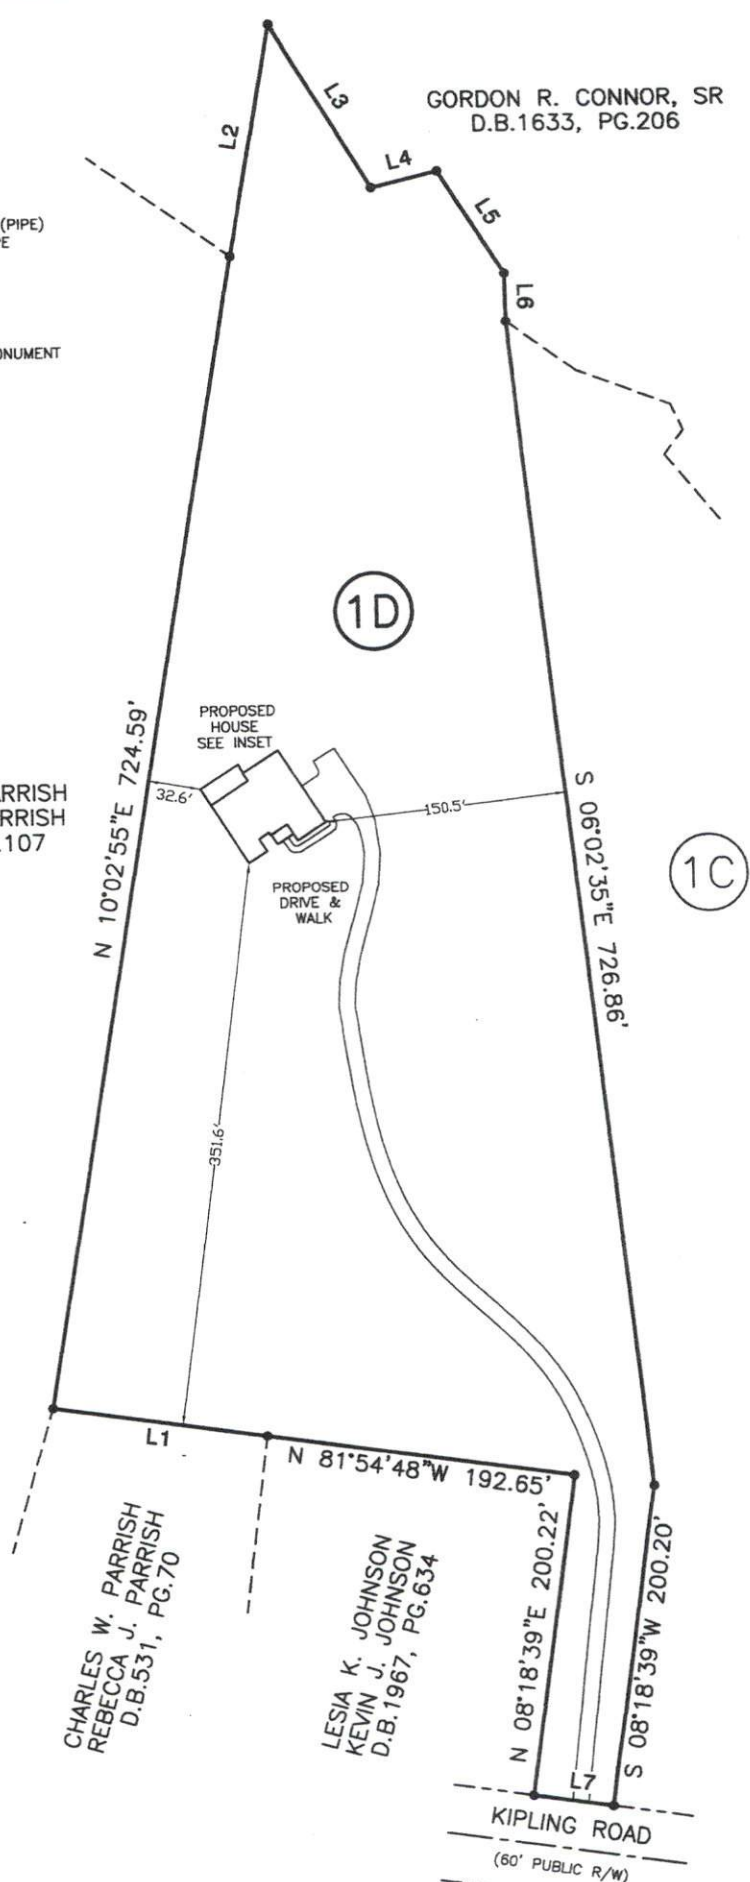 GORDON R. CONNOR, SR
D.B.1633, PG.206
L2
L3
L4
L5
L6
(PIPE)
1D
PROPOSED
HOUSE
SEE INSET
N 10°02'55"E 724.59'
32.6'
150.5'
S 06°02'35"E 726.86'
1C
107
PROPOSED
DRIVE &
WALK
351.6'
L1
N 81°54'48"W 192.65'
CHARLES W. PARRISH
REBECCA J. PARRISH
D.B.531, PG.70
LESIA K. JOHNSON
KEVIN J. JOHNSON
D.B.1967, PG.634
N 08°18'39"E 200.22'
S 08°18'39"W 200.20'
L7
KIPLING ROAD
(60' PUBLIC R/W)